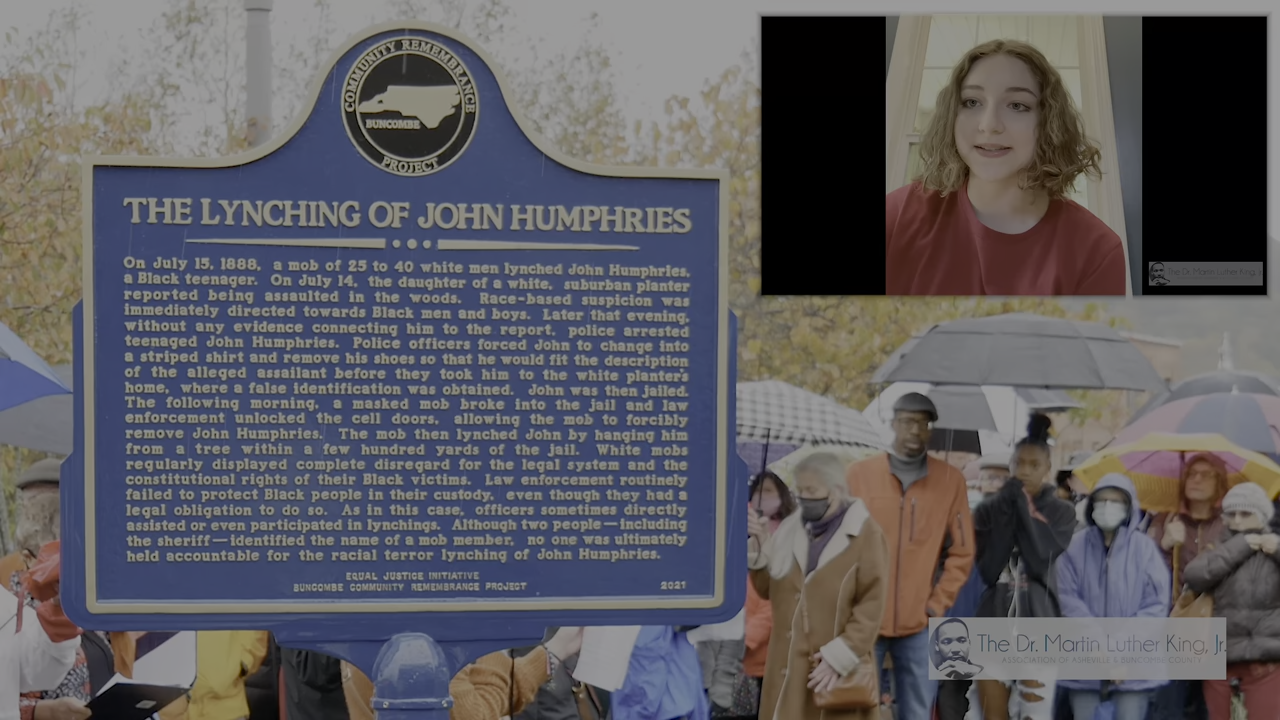 COMMUNITY REMEMBRANCE
BUNCOMBE
PROJECT
THE LYNCHING OF JOHN HUMPHRIES
On July 15, 1888, a mob of 25 to 40 white men lynched John Humphries,
a Black teenager. On July 14, the daughter of a white, suburban planter
reported being assaulted in the woods. Race-based suspicion was
immediately directed towards Black men and boys. Later that evening,
without any evidence connecting him to the report, police arrested
teenaged John Humphries. Police officers forced John to change into
a striped shirt and remove his shoes so that he would fit the description
of the alleged assailant before they took him to the white planter's
home, where a false identification was obtained. John was then jailed.
The following morning, a masked mob broke into the jail and law
enforcement unlocked the cell doors, allowing the mob to forcibly
remove John Humphries. The mob then lynched John by hanging him
from a tree within a few hundred yards of the jail. White mobs
regularly displayed complete disregard for the legal system and the
constitutional rights of their Black victims. Law enforcement routinely
failed to protect Black people in their custody, even though they had a
legal obligation to do so. As in this case, officers sometimes directly
assisted or even participated in lynchings. Although two people—including
the sheriff—identified the name of a mob member, no one was ultimately
held accountable for the racial terror lynching of John Humphries.
EQUAL JUSTICE INITIATIVE
BUNCOMBE COMMUNITY REMEMBRANCE PROJECT 2021
The Dr. Martin Luther King, J
The Dr. Martin Luther King, Jr.
ASSOCIATION OF ASHEVILLE & BUNCOMBE COUNTY